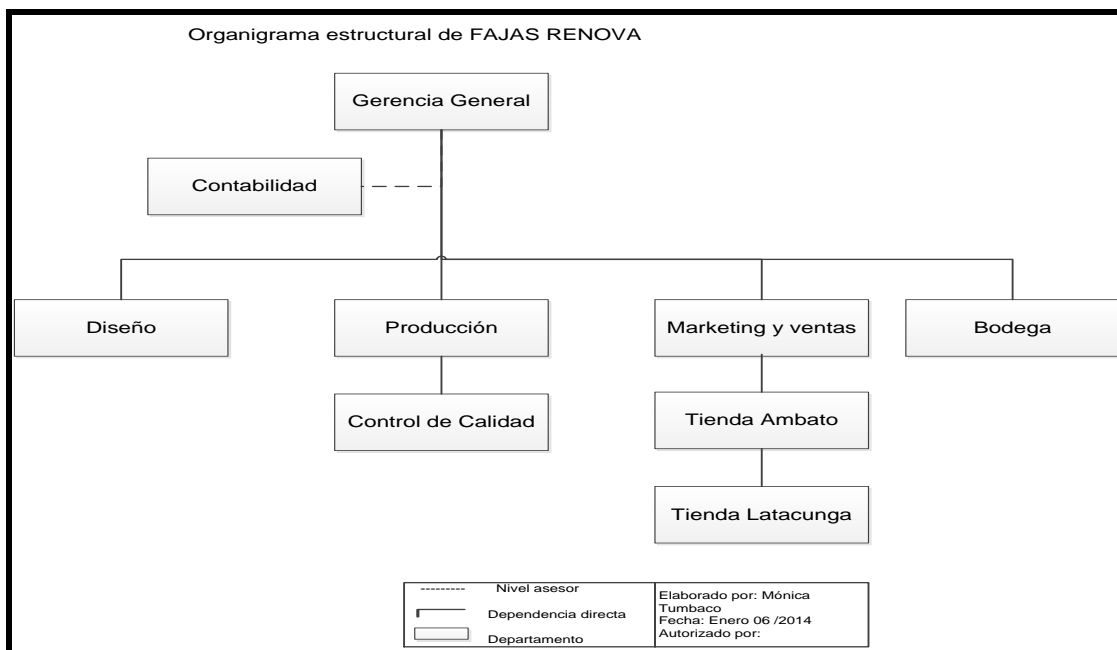 Organigrama estructural de FAJAS RENOVA
Gerencia General
Contabilidad
Diseño
Producción
Marketing y ventas
Bodega
Control de Calidad
Tienda Ambato
Tienda Latacunga
Nivel asesor
Dependencia directa
Departamento
Elaborado por: Mónica
Tumbaco
Fecha: Enero 06 /2014
Autorizado por: